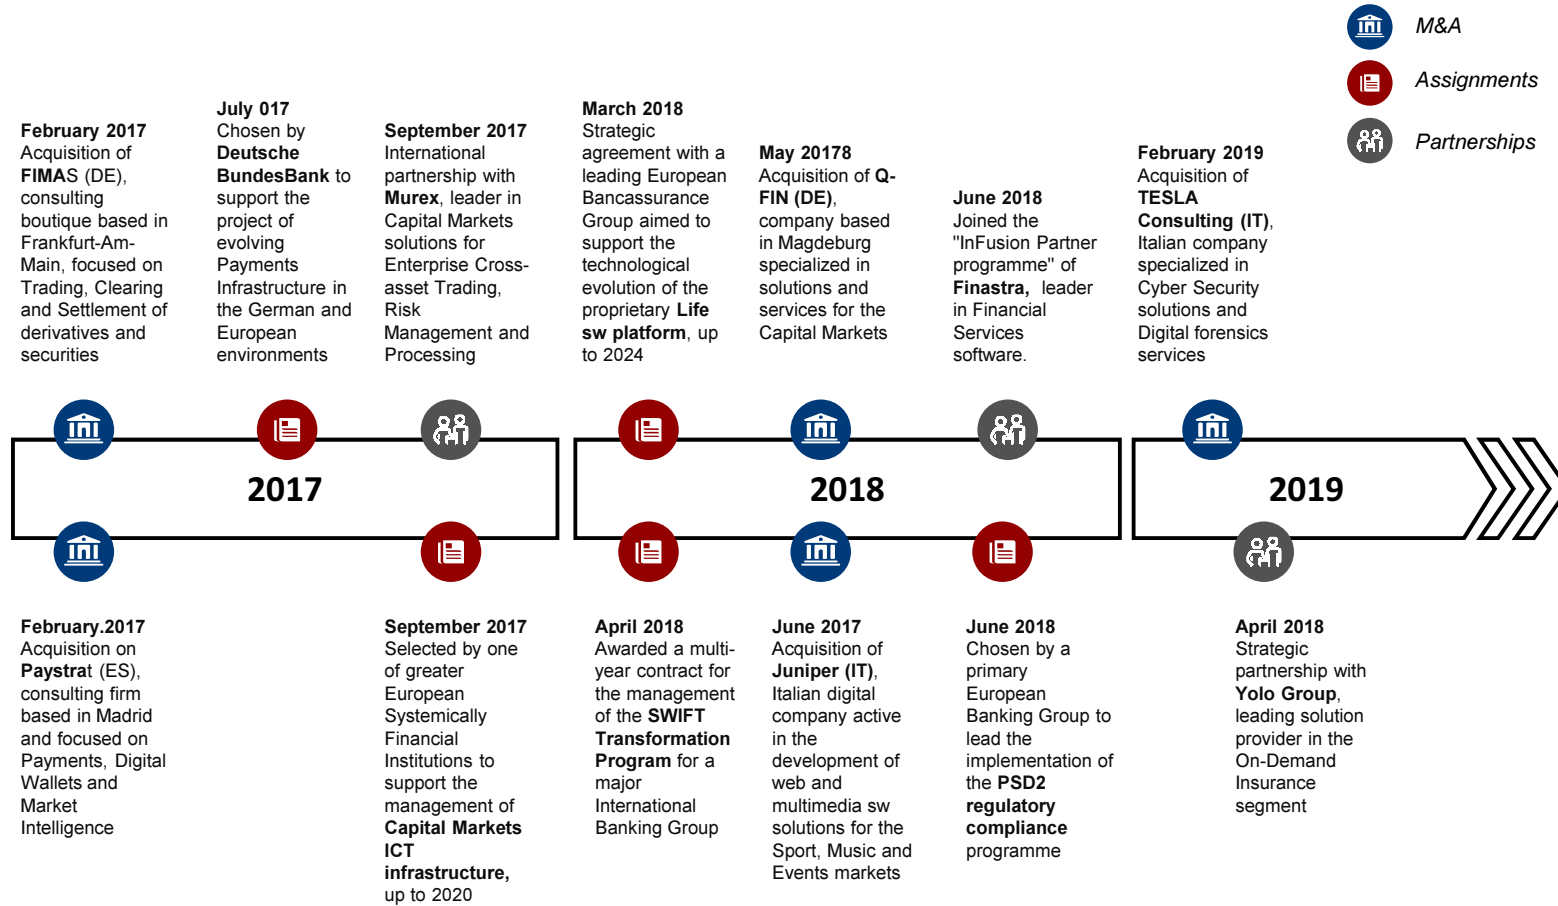 M&A
Assignments
Partnerships
February 2017
Acquisition of
FIMAS (DE),
consulting
boutique based in
Frankfurt-Am-
Main, focused on
Trading, Clearing
and Settlement of
derivatives and
securities
July 017
Chosen by
Deutsche
BundesBank to
support the
project of
evolving
Payments
Infrastructure in
the German and
European
environments
September 2017
International
partnership with
Murex, leader in
Capital Markets
solutions for
Enterprise Cross-
asset Trading,
Risk
Management and
Processing
March 2018
Strategic
agreement with a
leading European
Bancassurance
Group aimed to
support the
technological
evolution of the
proprietary Life
sw platform, up
to 2024
May 20178
Acquisition of Q-
FIN (DE),
company based
in Magdeburg
specialized in
solutions and
services for the
Capital Markets
June 2018
Joined the
"InFusion Partner
programme" of
Finastra, leader
in Financial
Services
software.
February 2019
Acquisition of
TESLA
Consulting (IT),
Italian company
specialized in
Cyber Security
solutions and
Digital forensics
services
2017
2018
2019
February.2017
Acquisition on
Paystrat (ES),
consulting firm
based in Madrid
and focused on
Payments, Digital
Wallets and
Market
Intelligence
September 2017
Selected by one
of greater
European
Systemically
Financial
Institutions to
support the
management of
Capital Markets
ICT
infrastructure,
up to 2020
April 2018
Awarded a multi-
year contract for
the management
of the SWIFT
Transformation
Program for a
major
International
Banking Group
June 2017
Acquisition of
Juniper (IT),
Italian digital
company active
in the
development of
web and
multimedia sw
solutions for the
Sport, Music and
Events markets
June 2018
Chosen by a
primary
European
Banking Group to
lead the
implementation of
the PSD2
regulatory
compliance
programme
April 2018
Strategic
partnership with
Yolo Group,
leading solution
provider in the
On-Demand
Insurance
segment